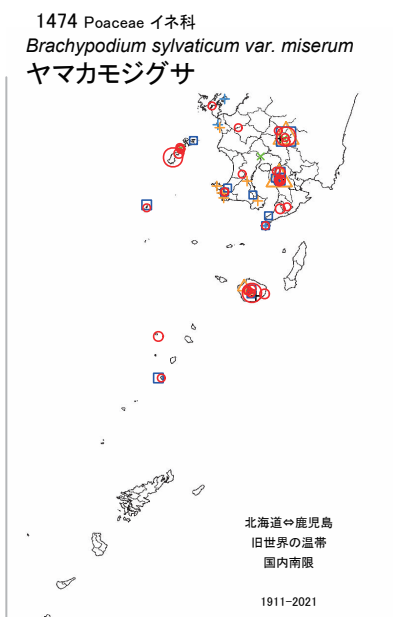 1474 Poaceae イネ科
Brachypodium sylvaticum var. miserum
ヤマカモジグサ
北海道⇔鹿児島
旧世界の温帯
国内南限
1911-2021